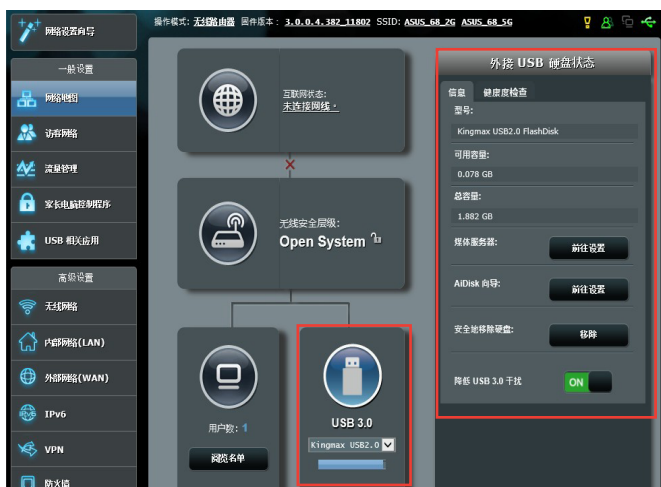 网络设置向导
操作模式: 无线路由器 固件版本: 3.0.0.4.382_11802 SSID: ASUS_68_2G ASUS_68_5G
一般设置
网络地图
访客网络
流量管理
家长电脑控制程序
USB 相关应用
高级设置
无线网络
内部网络(LAN)
外部网络(WAN)
IPv6
VPN
防火墙
互联网状态:
未连接网线。
无线安全层级:
Open System
用户数: 1
阅览名单
USB 3.0
Kingmax USB2.0
外接 USB 硬盘状态
信息 健康度检查
型号:
Kingmax USB2.0 FlashDisk
可用容量:
0.078 GB
总容量:
1.882 GB
媒体服务器: 前往设置
AiDisk 向导: 前往设置
安全地移除硬盘: 移除
降低 USB 3.0 干扰 ON